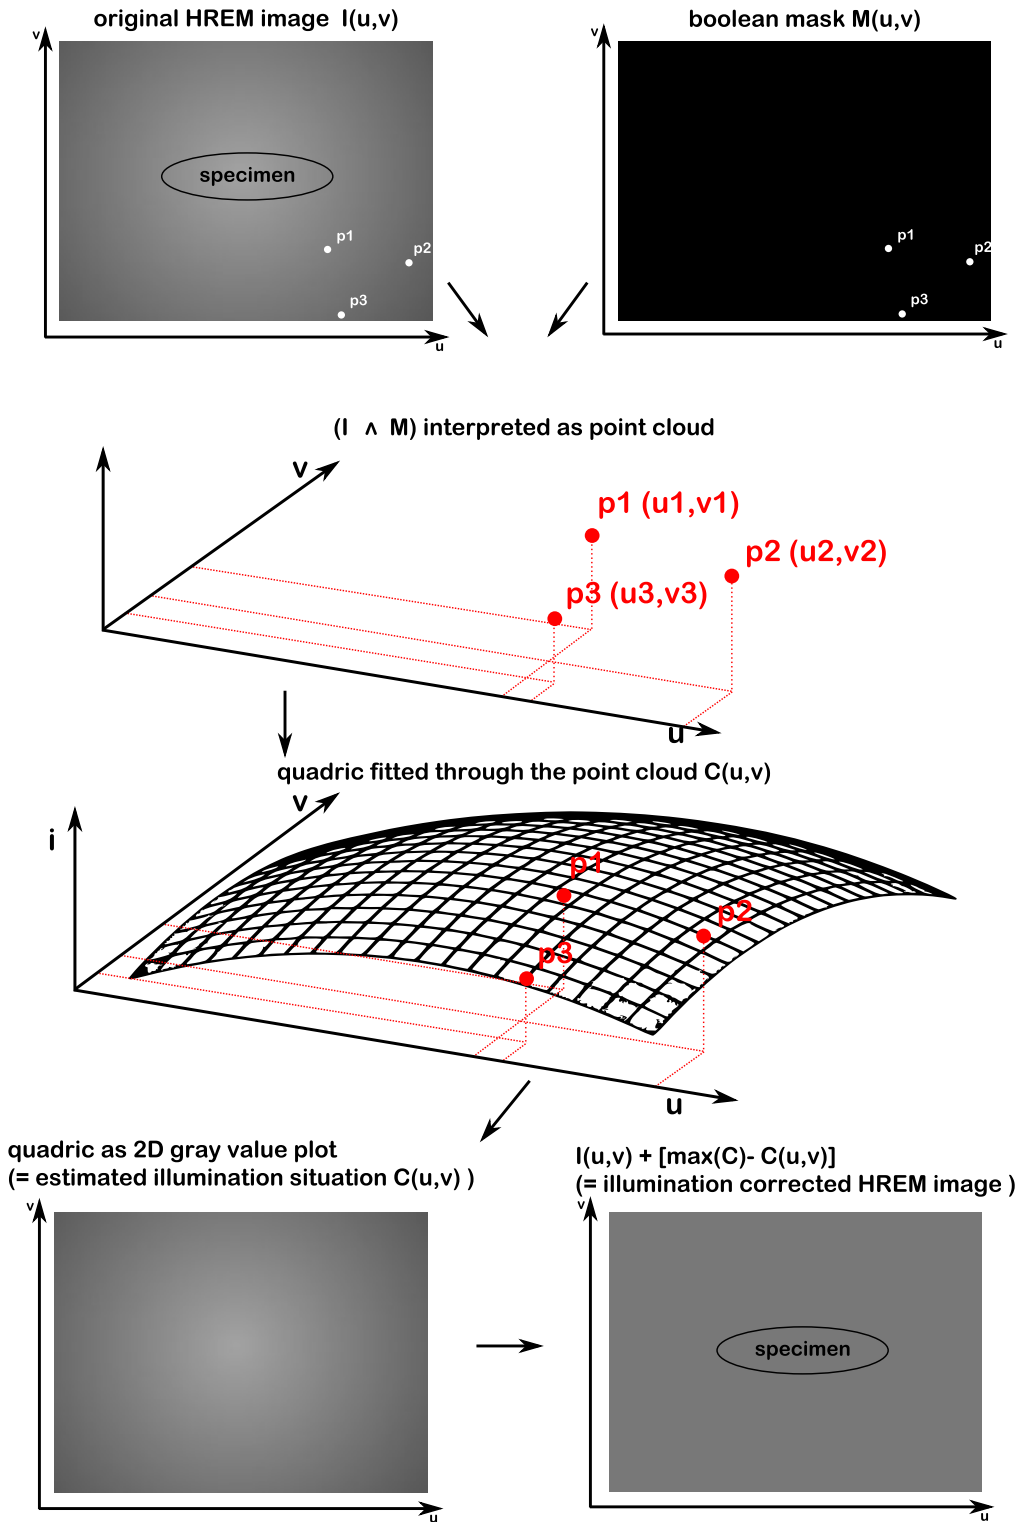 original HREM image I(u,v)
boolean mask M(u,v)
v
specimen
p1
p2
p3
u
v
p1
p2
p3
u
(I ∧ M) interpreted as point cloud
v
p1 (u1,v1)
p2 (u2,v2)
p3 (u3,v3)
u
quadric fitted through the point cloud C(u,v)
v
i
p1
p2
p3
u
quadric as 2D gray value plot
(= estimated illumination situation C(u,v) )
v
u
I(u,v) + [max(C)- C(u,v)]
(= illumination corrected HREM image )
v
specimen
u